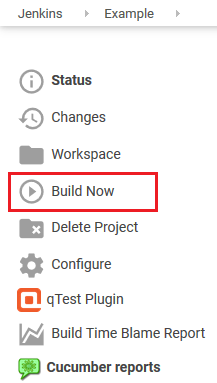 Jenkins Example
Status
Changes
Workspace
Build Now
Delete Project
Configure
qTest Plugin
Build Time Blame Report
Cucumber reports